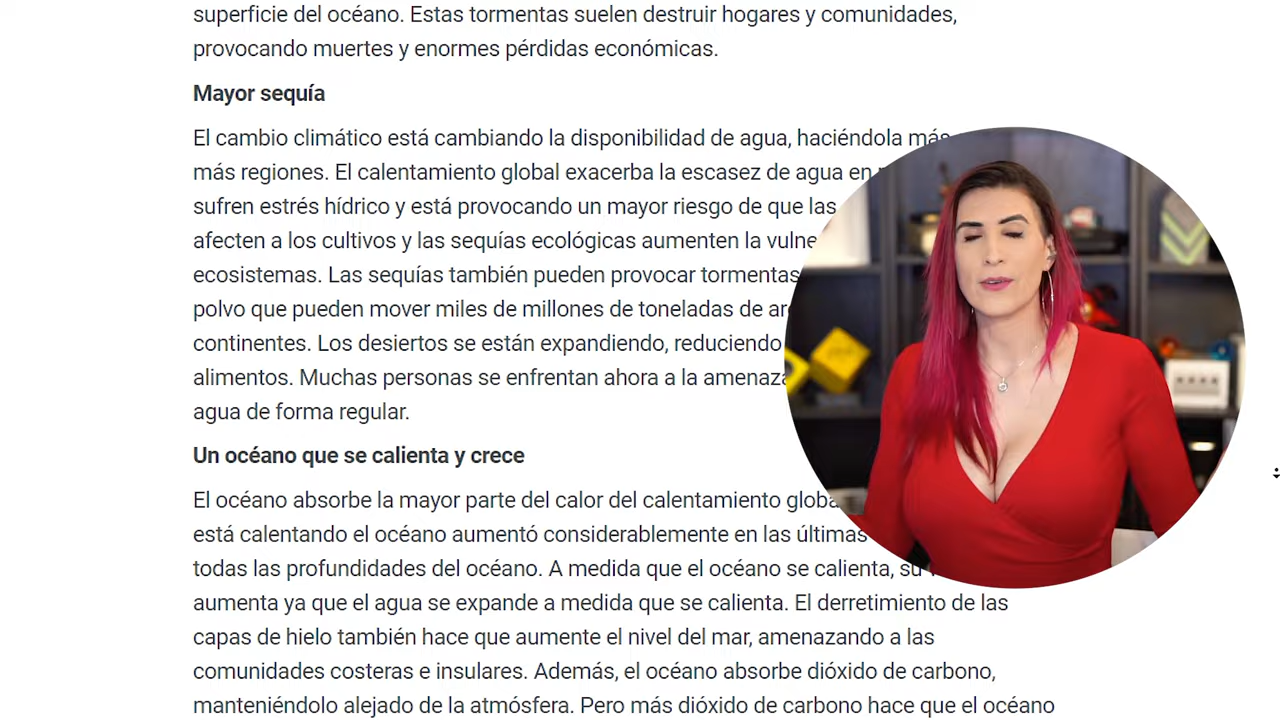 superficie del océano. Estas tormentas suelen destruir hogares y comunidades,
provocando muertes y enormes pérdidas económicas.
Mayor sequía
El cambio climático está cambiando la disponibilidad de agua, haciéndola más
más regiones. El calentamiento global exacerba la escasez de agua en
sufren estrés hídrico y está provocando un mayor riesgo de que las
afecten a los cultivos y las sequías ecológicas aumenten la
ecosistemas. Las sequías también pueden provocar tormentas
polvo que pueden mover miles de millones de toneladas de
continentes. Los desiertos se están expandiendo, reduciendo
alimentos. Muchas personas se enfrentan ahora a la
agua de forma regular.
Un océano que se calienta y crece
El océano absorbe la mayor parte del calor del calentamiento
está calentando el océano aumentó considerablemente en las últimas
todas las profundidades del océano. A medida que el océano se calienta, su
aumenta ya que el agua se expande a medida que se calienta. El derretimiento de las
capas de hielo también hace que aumente el nivel del mar, amenazando a las
comunidades costeras e insulares. Además, el océano absorbe dióxido de carbono,
manteniéndolo alejado de la atmósfera. Pero más dióxido de carbono hace que el océano